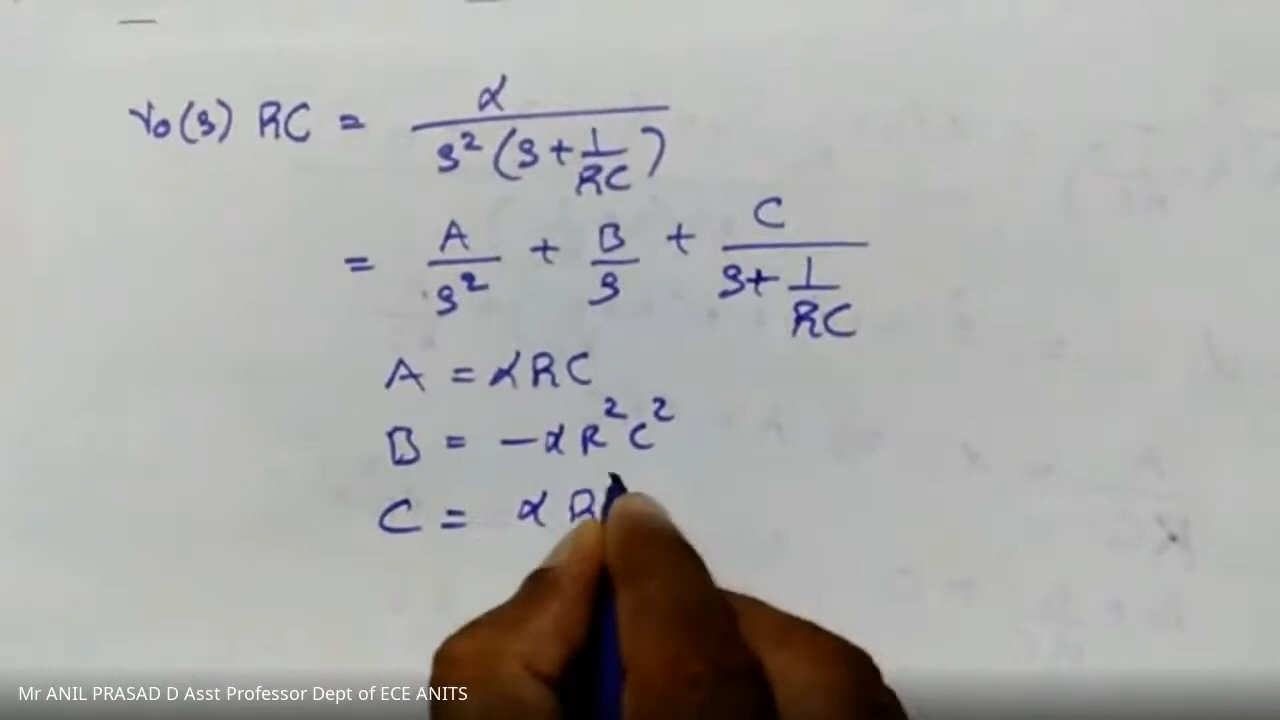 V₀(s) RC = α / s² (s + 1/RC)
= A/s² + B/s + C / s + 1/RC
A = αRC
B = −αR²C²
C = αR
Mr ANIL PRASAD D Asst Professor Dept of ECE ANITS